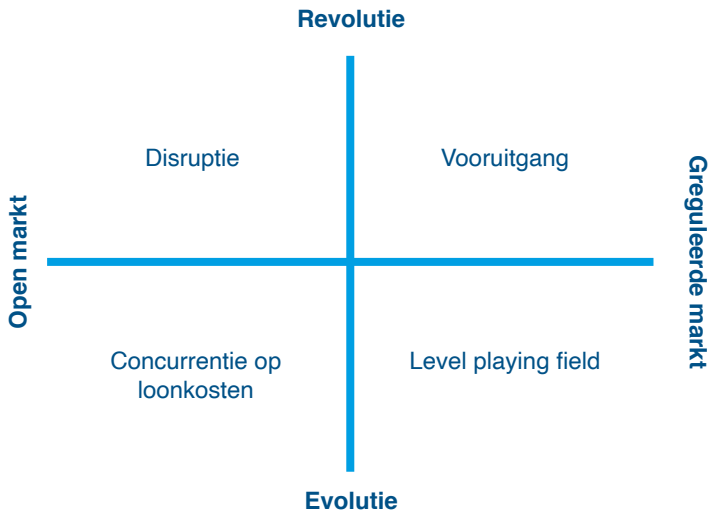 Revolutie
Disruptie
Vooruitgang
Open markt
Greguleerde markt
Concurrentie op
loonkosten
Level playing field
Evolutie